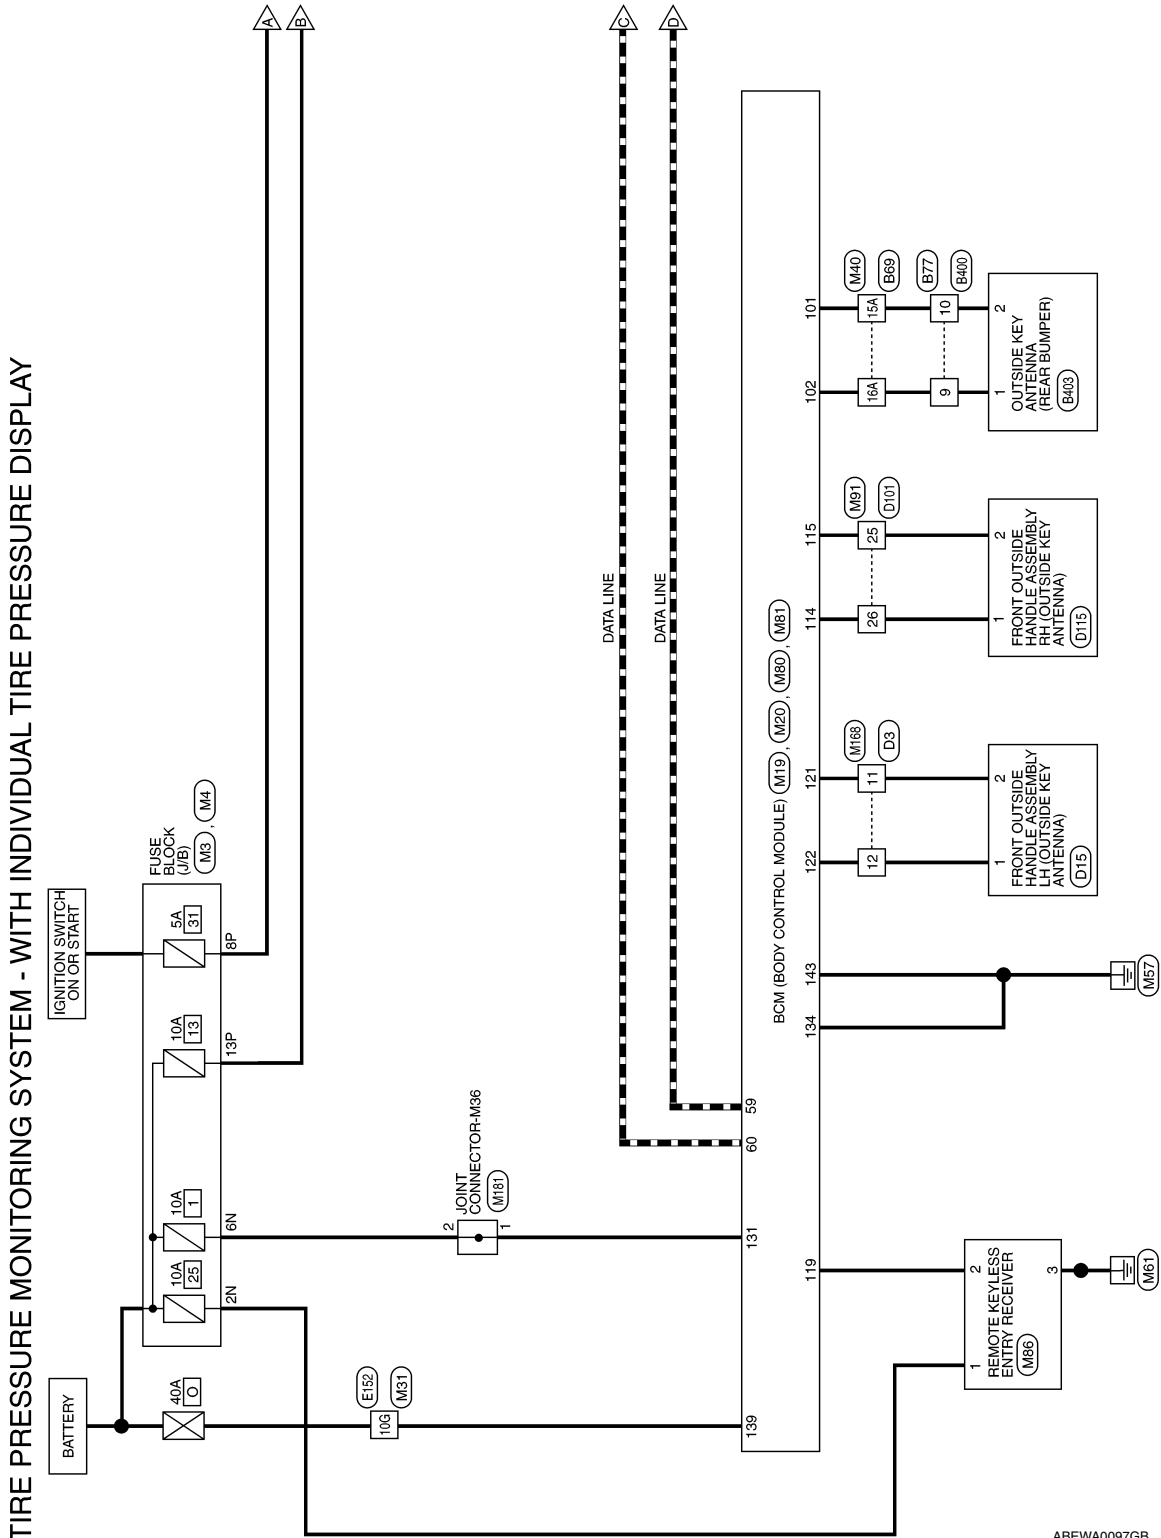 TIRE PRESSURE MONITORING SYSTEM - WITH INDIVIDUAL TIRE PRESSURE DISPLAY
BATTERY
IGNITION SWITCH
ON OR START
FUSE
BLOCK
(J/B)
M3 , M4
40A
O
10A
25
10A
1
10A
13
5A
31
2N
6N
13P
8P
A
B
C
D
E152
10G
M31
2
JOINT
CONNECTOR-M36
1
M181
DATA LINE
DATA LINE
139
131
60
59
BCM (BODY CONTROL MODULE) M19 , M20 , M80 , M81
119
134
143
122
121
114
115
102
101
M168
12
11
D3
M91
26
25
D101
M40
16A
15A
B69
B77
9
10
B400
1
2
REMOTE KEYLESS
ENTRY RECEIVER
M86
3
M61
M57
1
2
FRONT OUTSIDE
HANDLE ASSEMBLY
LH (OUTSIDE KEY
ANTENNA)
D15
1
2
FRONT OUTSIDE
HANDLE ASSEMBLY
RH (OUTSIDE KEY
ANTENNA)
D115
1
2
OUTSIDE KEY
ANTENNA
(REAR BUMPER)
B403
ABEWA0097GB